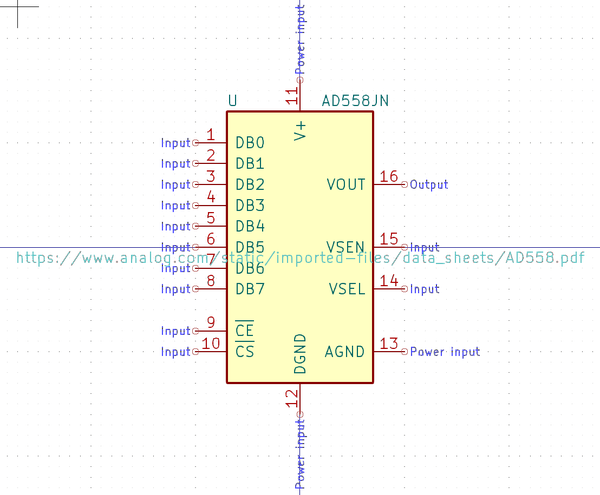 Power input
11
U AD558JN
V+
Input 1 DB0
Input 2 DB1
Input 3 DB2 VOUT 16 Output
Input 4 DB3
Input 5 DB4
Input 6 DB5 VSEN 15 Input
https://www.analog.com/static/imported-files/data_sheets/AD558.pdf
Input 7 DB6
Input 8 DB7 VSEL 14 Input
Input 9 CE
Input 10 CS AGND 13 Power input
DGND
12
Power input